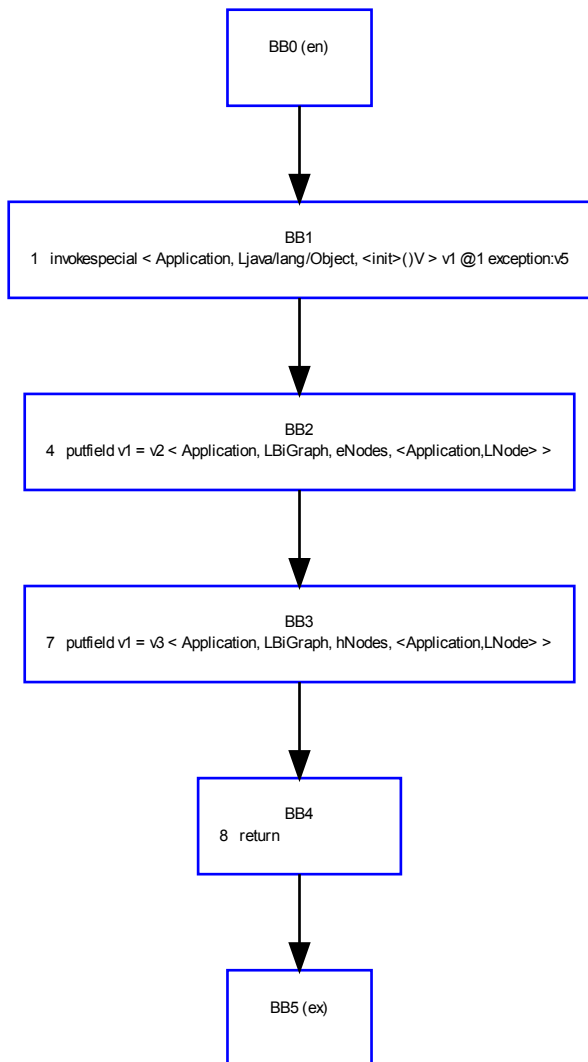 BB0 (en)
BB1
1 invokespecial < Application, Ljava/lang/Object, <init>()V > v1 @1 exception:v5
BB2
4 putfield v1 = v2 < Application, LBiGraph, eNodes, <Application,LNode> >
BB3
7 putfield v1 = v3 < Application, LBiGraph, hNodes, <Application,LNode> >
BB4
8 return
BB5 (ex)